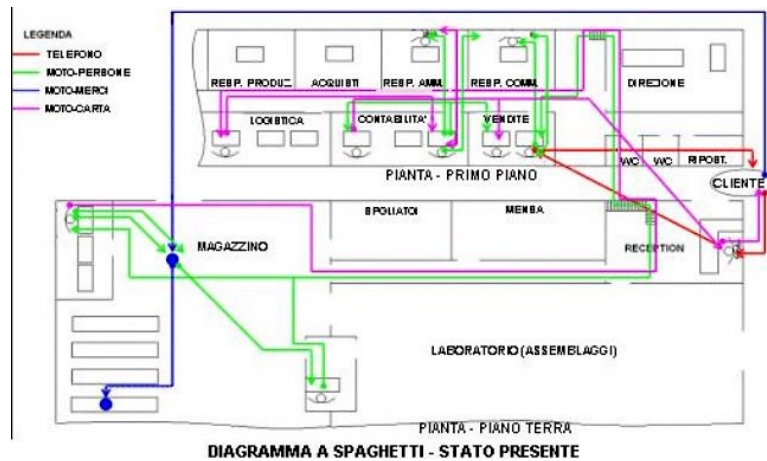 LEGENDA
TELEFONO
MOTO-PERSONE
MOTO-MERCI
MOTO-CARTA
RESP. PRODUZ.
ACQUISTI
RESP. AMM.
RESP. COMM.
DIREZIONE
LOGISTICA
CONTABILITA'
VENDITE
WC
WC
RIPOST.
PIANTA - PRIMO PIANO
CLIENTE
SPOLIATOI
MENSA
MAGAZZINO
RECEPTION
LABORATORIO (ASSEMBLAGGI)
PIANTA - PIANO TERRA
DIAGRAMMA A SPAGHETTI - STATO PRESENTE